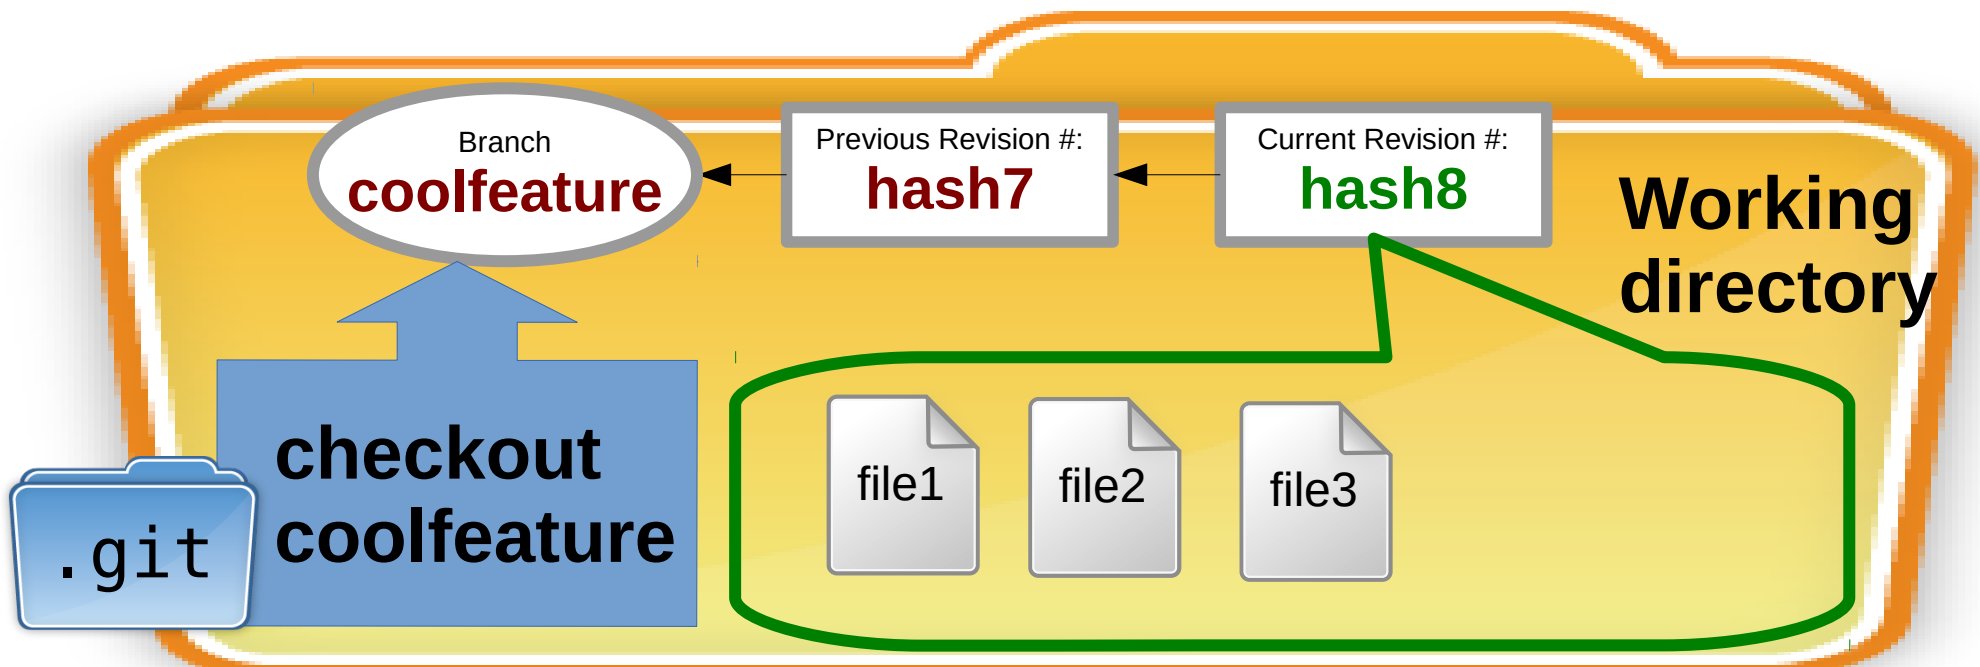 Branch
coolfeature
Previous Revision #:
hash7
Current Revision #:
hash8
Working
directory
checkout
coolfeature
.git
file1
file2
file3